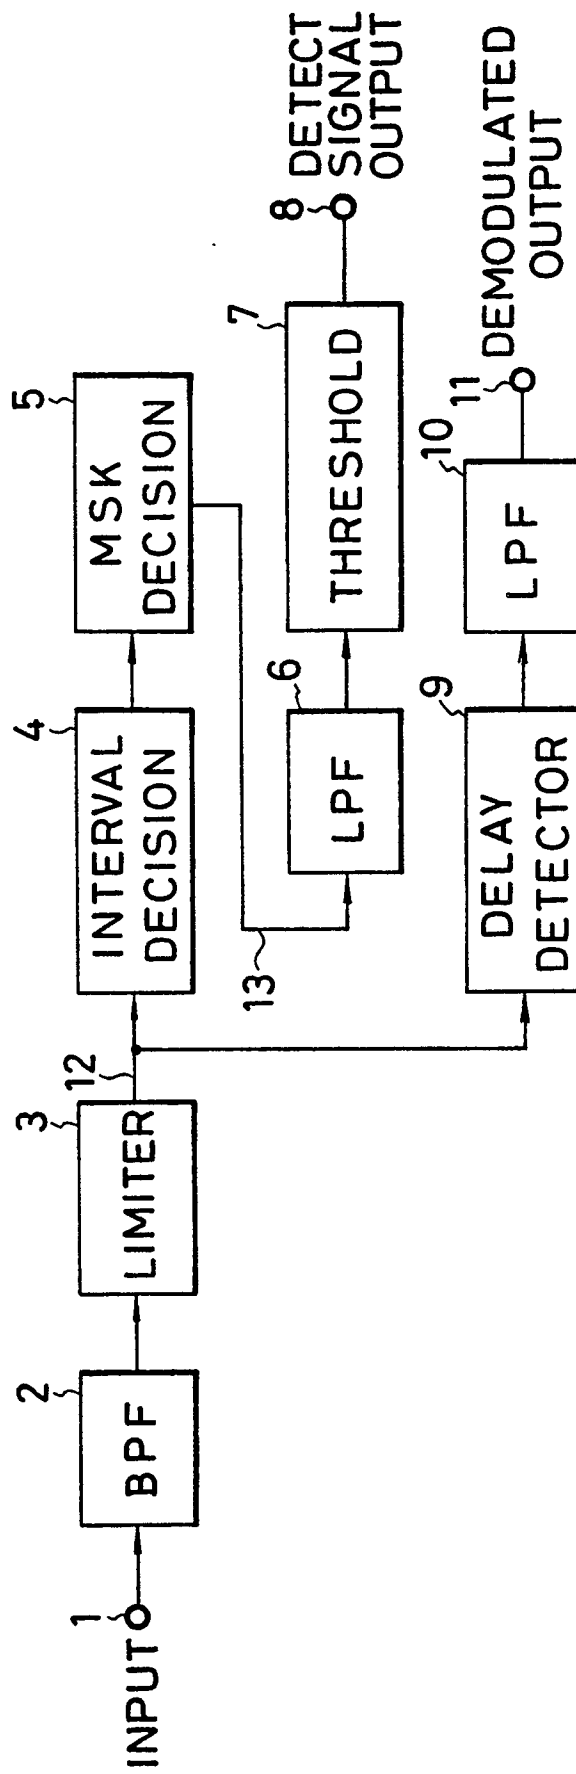 INPUT
1
2
BPF
3
LIMITER
12
4
INTERVAL
DECISION
5
MSK
DECISION
13
6
LPF
7
THRESHOLD
8
DETECT
SIGNAL
OUTPUT
9
DELAY
DETECTOR
10
LPF
11
DEMODULATED
OUTPUT